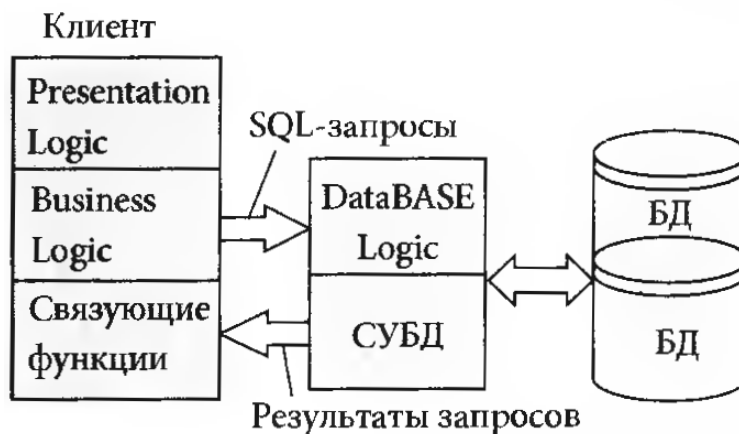 Клиент
Presentation
Logic
Business
Logic
Связующие
функции
SQL-запросы
DataBASE
Logic
СУБД
Результаты запросов
БД
БД